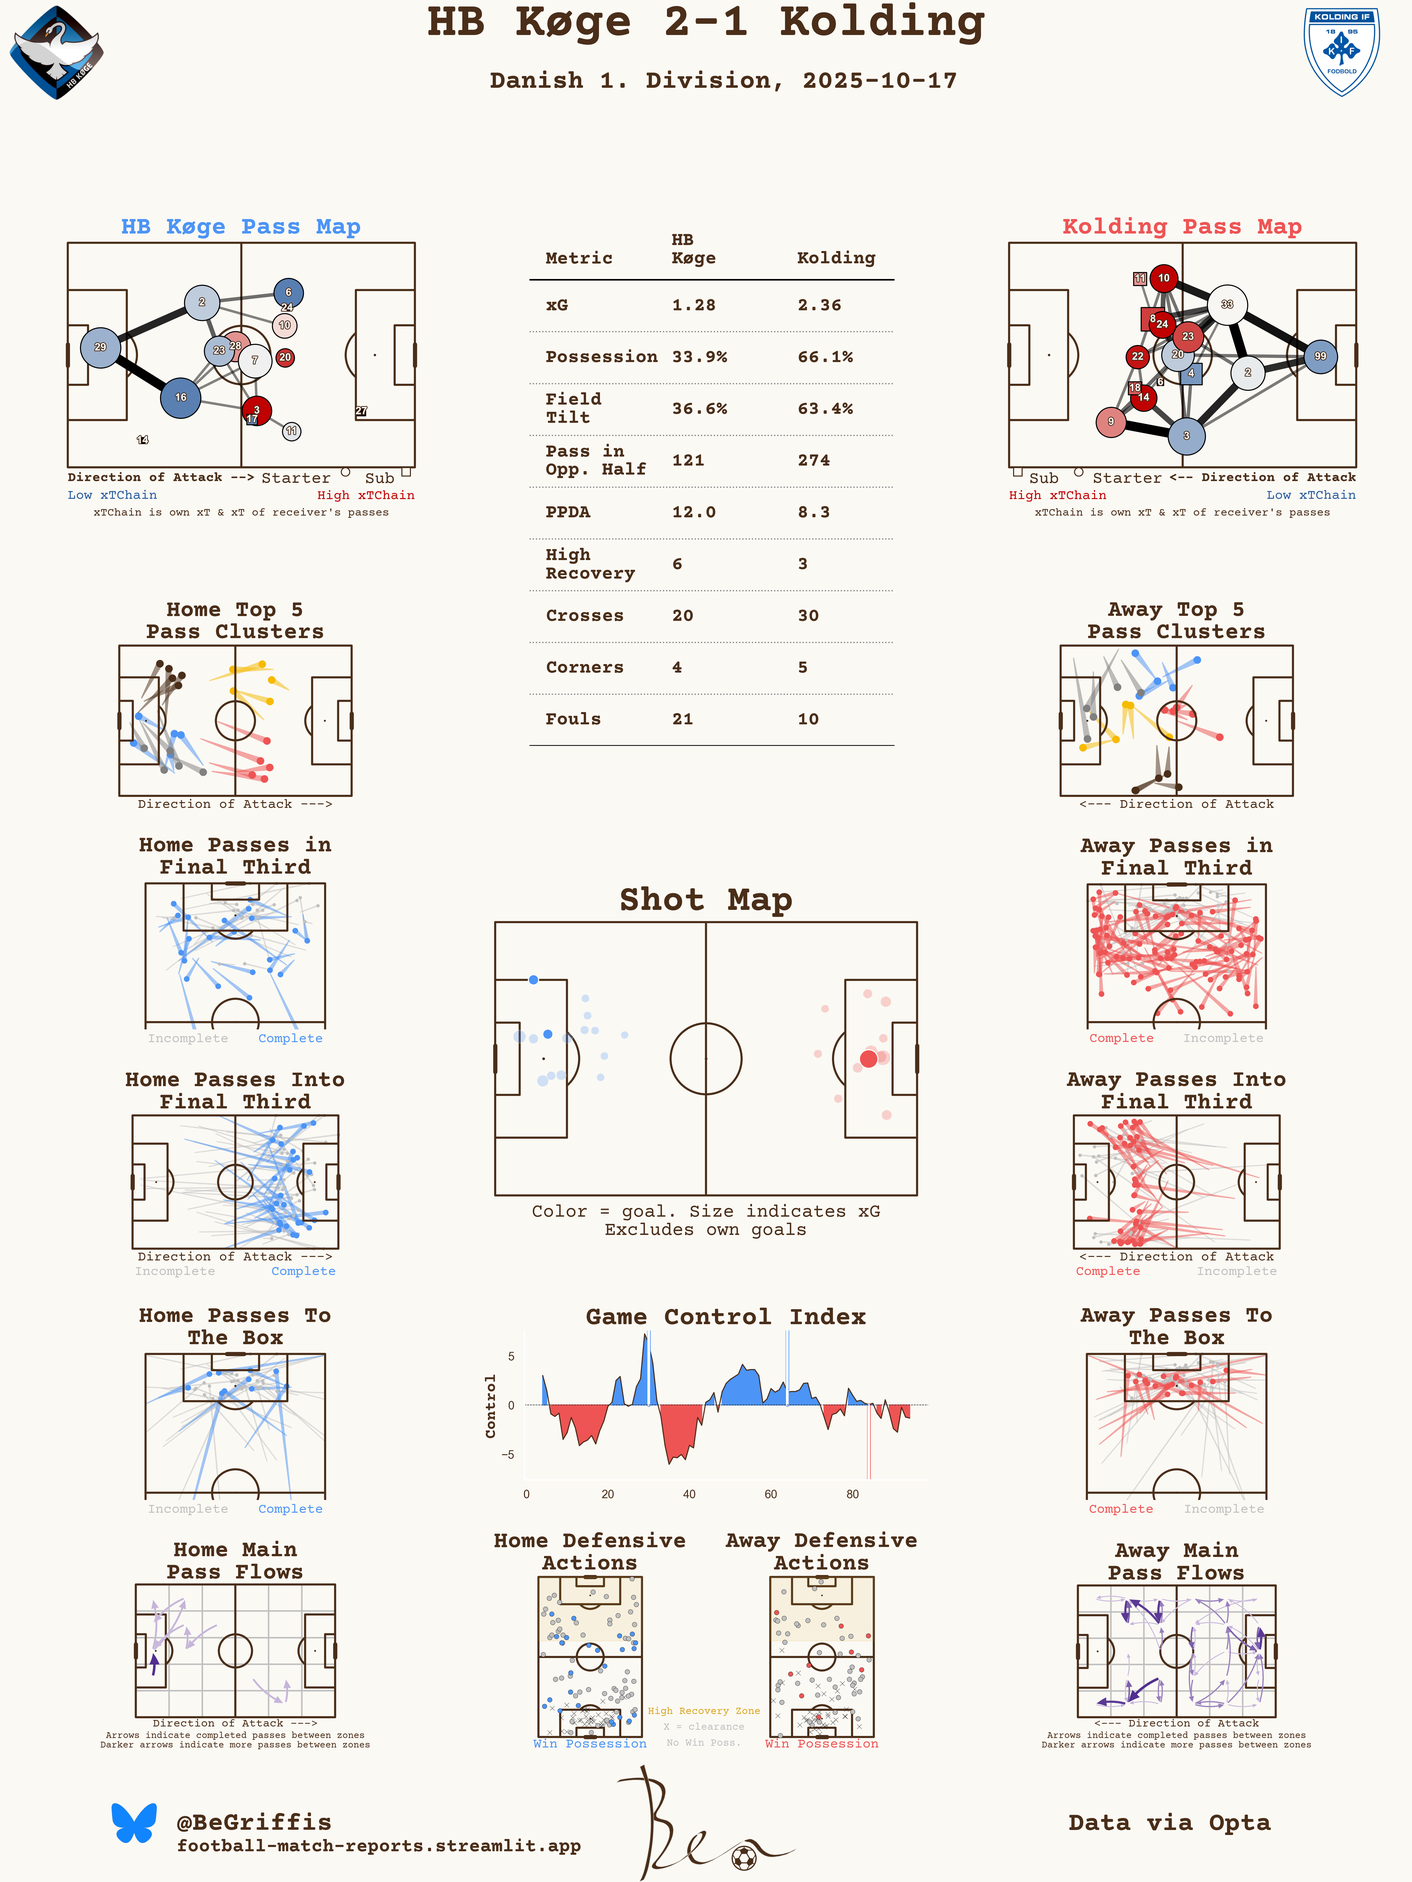 HB Køge 2-1 Kolding
Danish 1. Division, 2025-10-17
HB KØGE
KOLDING IF
18 95
K I F
FODBOLD
HB Køge Pass Map
29
2
16
23
28
7
6
24
10
20
3
17
11
27
14
Direction of Attack --> Starter Sub
Low xTChain High xTChain
xTChain is own xT & xT of receiver's passes
Metric HB Køge Kolding
xG 1.28 2.36
Possession 33.9% 66.1%
Field Tilt 36.6% 63.4%
Pass in Opp. Half 121 274
PPDA 12.0 8.3
High Recovery 6 3
Crosses 20 30
Corners 4 5
Fouls 21 10
Kolding Pass Map
11
10
33
8
24
23
22
20
99
4
2
6
18
14
9
3
Sub Starter <-- Direction of Attack
High xTChain Low xTChain
xTChain is own xT & xT of receiver's passes
Home Top 5
Pass Clusters
Direction of Attack --->
Away Top 5
Pass Clusters
<--- Direction of Attack
Home Passes in
Final Third
Incomplete Complete
Away Passes in
Final Third
Complete Incomplete
Shot Map
Color = goal. Size indicates xG
Excludes own goals
Home Passes Into
Final Third
Direction of Attack --->
Incomplete Complete
Away Passes Into
Final Third
<--- Direction of Attack
Complete Incomplete
Home Passes To
The Box
Incomplete Complete
Game Control Index
Control
5
0
−5
0 20 40 60 80
Away Passes To
The Box
Complete Incomplete
Home Main
Pass Flows
Direction of Attack --->
Arrows indicate completed passes between zones
Darker arrows indicate more passes between zones
Home Defensive
Actions
Win Possession
Away Defensive
Actions
Win Possession
High Recovery Zone
X = clearance
No Win Poss.
Away Main
Pass Flows
<--- Direction of Attack
Arrows indicate completed passes between zones
Darker arrows indicate more passes between zones
@BeGriffis
football-match-reports.streamlit.app
Ben
Data via Opta